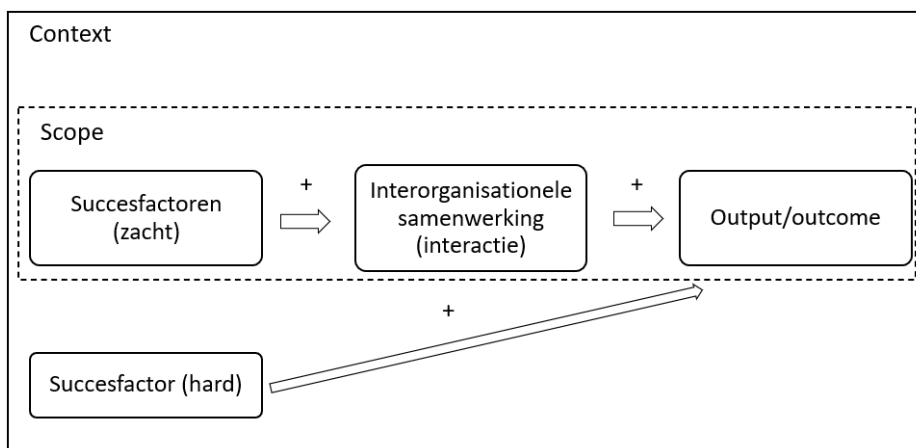 Context
Scope
Succesfactoren
(zacht)
+
Interorganisationele
samenwerking
(interactie)
+
Output/outcome
+
Succesfactor (hard)